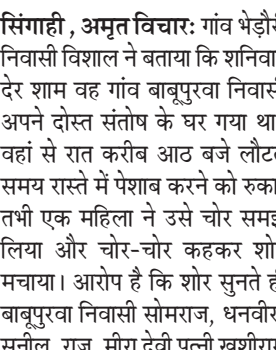 सिंगाही , अमृत विचार: गांव भेड़ौरी
निवासी विशाल ने बताया कि शनिवा
देर शाम वह गांव बाबूपुरवा निवासी
अपने दोस्त संतोष के घर गया था
वहां से रात करीब आठ बजे लौटते
समय रास्ते में पेशाब करने को रुका
तभी एक महिला ने उसे चोर समझ
लिया और चोर-चोर कहकर शो
मचाया। आरोप है कि शोर सुनते ही
बाबूपुरवा निवासी सोमराज, धनवीर
सुनील, राजू, मीरा देवी पत्नी खुशीराम